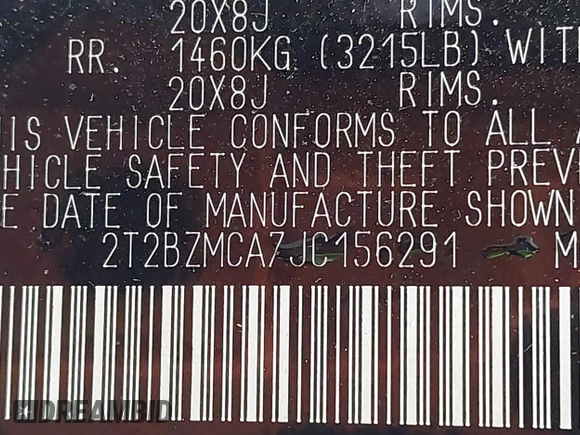 20X8J RIMS.
RR. 1460KG (3215LB) WIT
20X8J RIMS.
IS VEHICLE CONFORMS TO ALL A
HICLE SAFETY AND THEFT PREV
E DATE OF MANUFACTURE SHOWN
2T2BZMCA7JC156291 M
DREAMBID